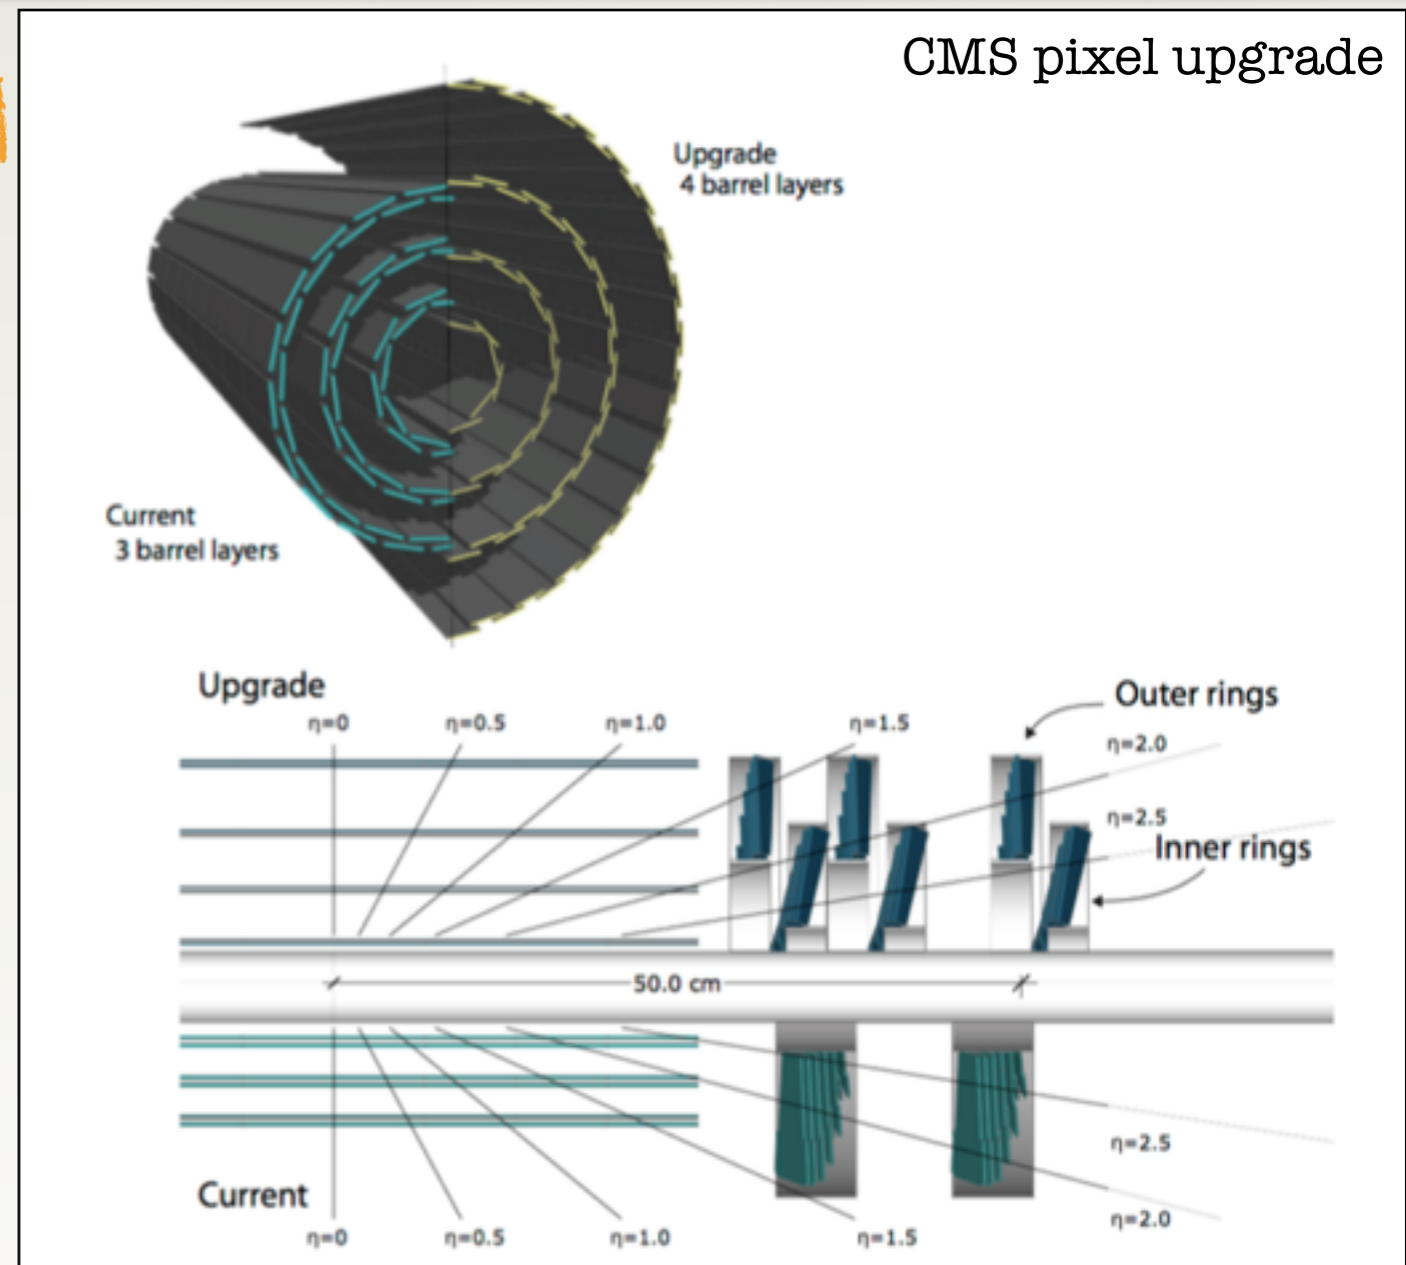 CMS pixel upgrade
Upgrade
4 barrel layers
Current
3 barrel layers
Upgrade
Outer rings
η=0
η=0.5
η=1.0
η=1.5
η=2.0
η=2.5
Inner rings
50.0 cm
η=2.5
Current
η=2.0
η=0
η=0.5
η=1.0
η=1.5